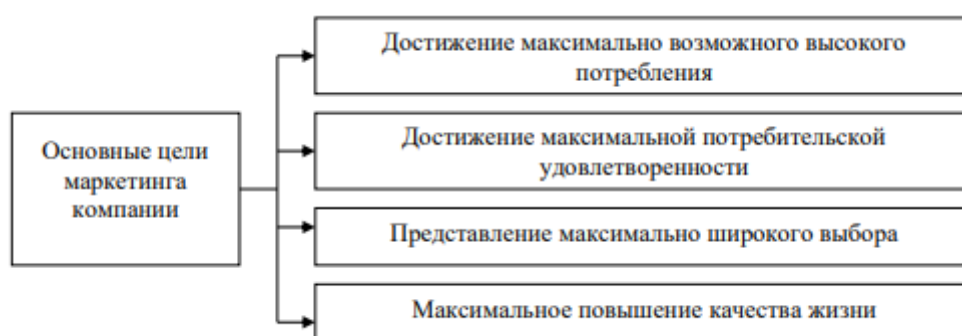 Основные цели
маркетинга
компании
Достижение максимально возможного высокого
потребления
Достижение максимальной потребительской
удовлетворенности
Представление максимально широкого выбора
Максимальное повышение качества жизни